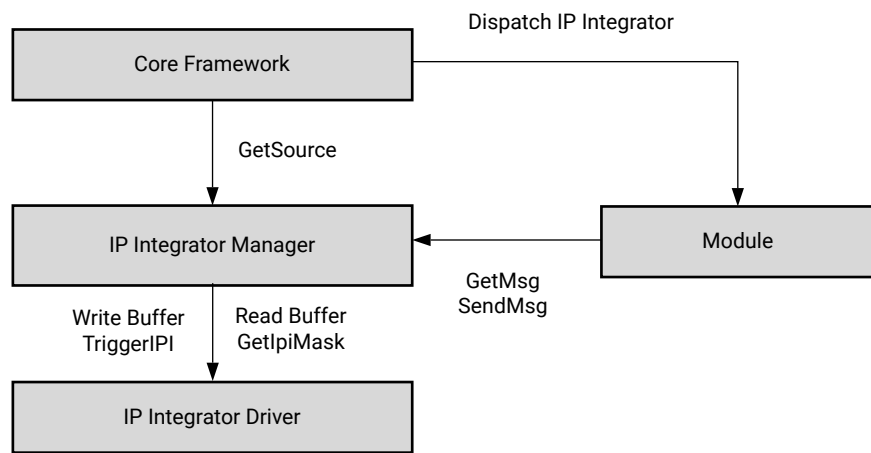 Dispatch IP Integrator
Core Framework
GetSource
IP Integrator Manager
Module
GetMsg
SendMsg
Write Buffer
TriggerIPI
Read Buffer
GetIpiMask
IP Integrator Driver